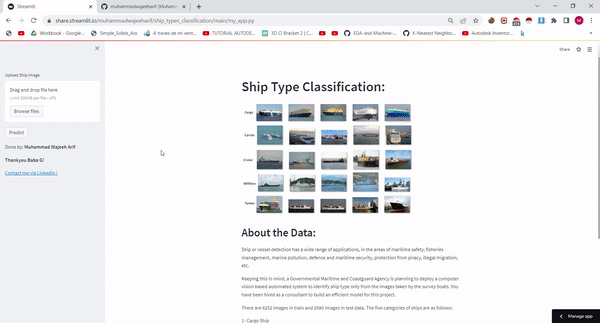 Streamlit
muhammadwajeeharif (Muhamm
share.streamlit.io/muhammadwajeeharif/ship_types_classification/main/my_app.py
Workbook - Google...
Simple_Solids_Ass
A traves de mi vent...
TUTORIAL AUTODE...
3D CI Bracket 2 | C...
EDA-and-Machine-...
K-Nearest Neighbo...
Autodesk Inventor...
Share
Upload Ship image
Drag and drop file here
Limit 200MB per file • JPG
Browse files
Predict
Done by: Muhammad Wajeeh Arif
Thankyou Baba G!
Contact me via LinkedIn !
Ship Type Classification:
Cargo
Carrier
Cruise
Military
Tanker
About the Data:
Ship or vessel detection has a wide range of applications, in the areas of maritime safety, fisheries
management, marine pollution, defence and maritime security, protection from piracy, illegal migration,
etc.
Keeping this in mind, a Governmental Maritime and Coastguard Agency is planning to deploy a computer
vision based automated system to identify ship type only from the images taken by the survey boats. You
have been hired as a consultant to build an efficient model for this project.
There are 6252 images in train and 2680 images in test data. The five categories of ships are as follows:
1- Cargo Ship
Manage app